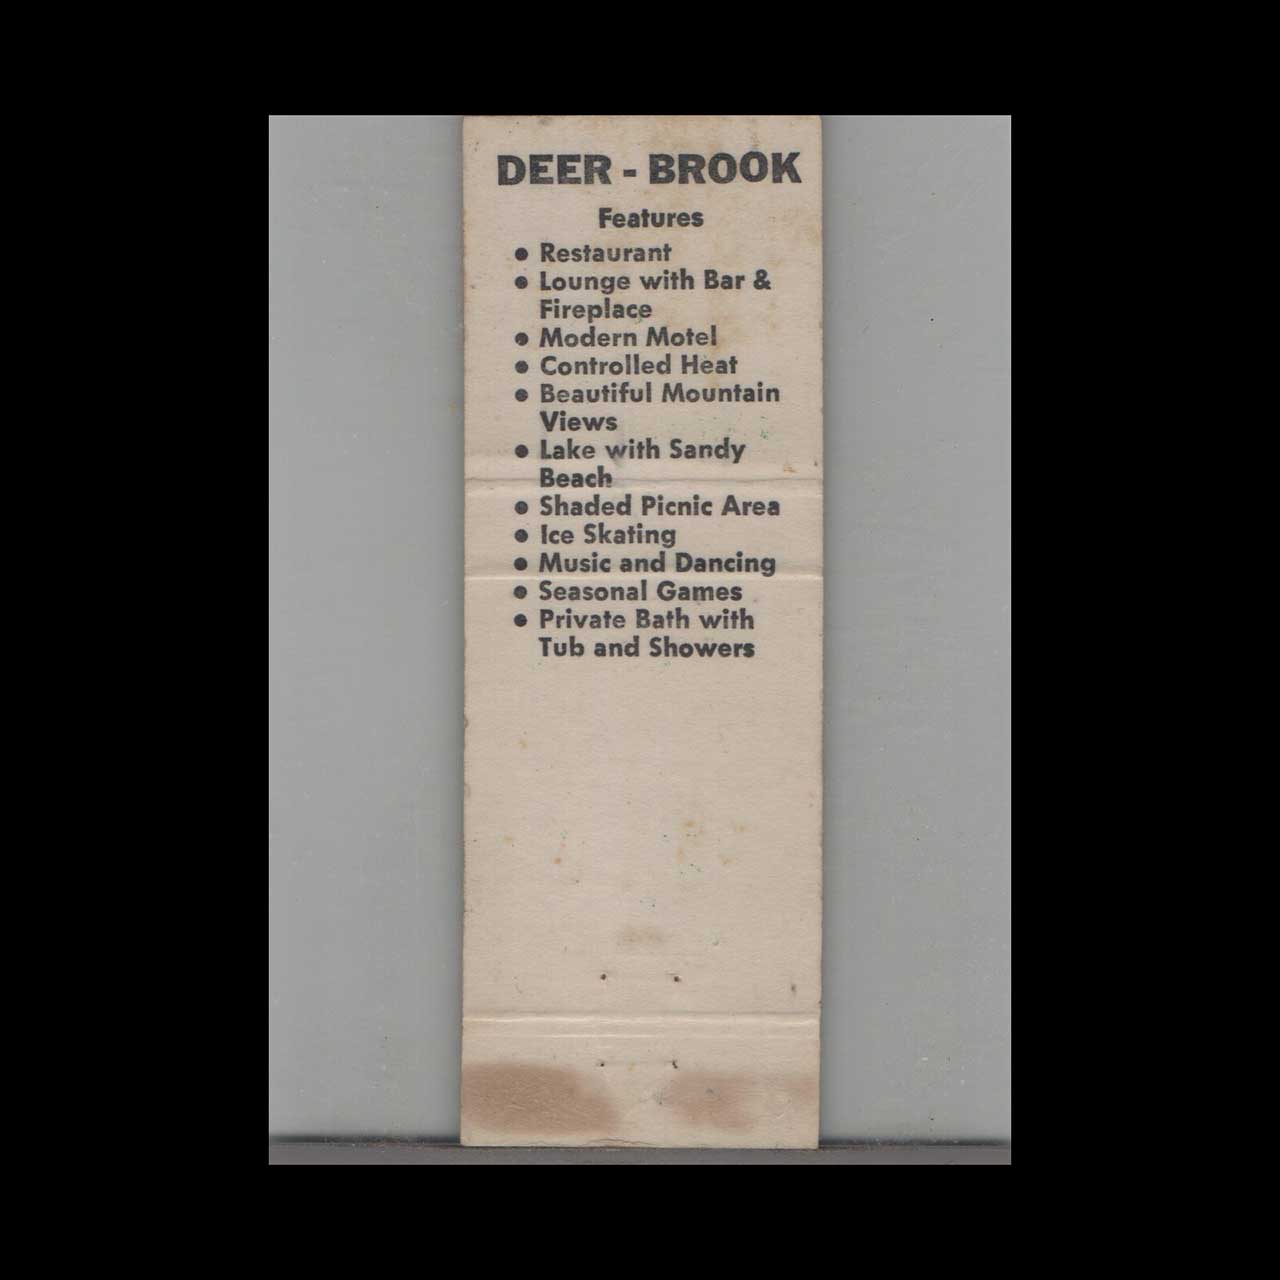 DEER - BROOK
Features
• Restaurant
• Lounge with Bar &
Fireplace
• Modern Motel
• Controlled Heat
• Beautiful Mountain
Views
• Lake with Sandy
Beach
• Shaded Picnic Area
• Ice Skating
• Music and Dancing
• Seasonal Games
• Private Bath with
Tub and Showers